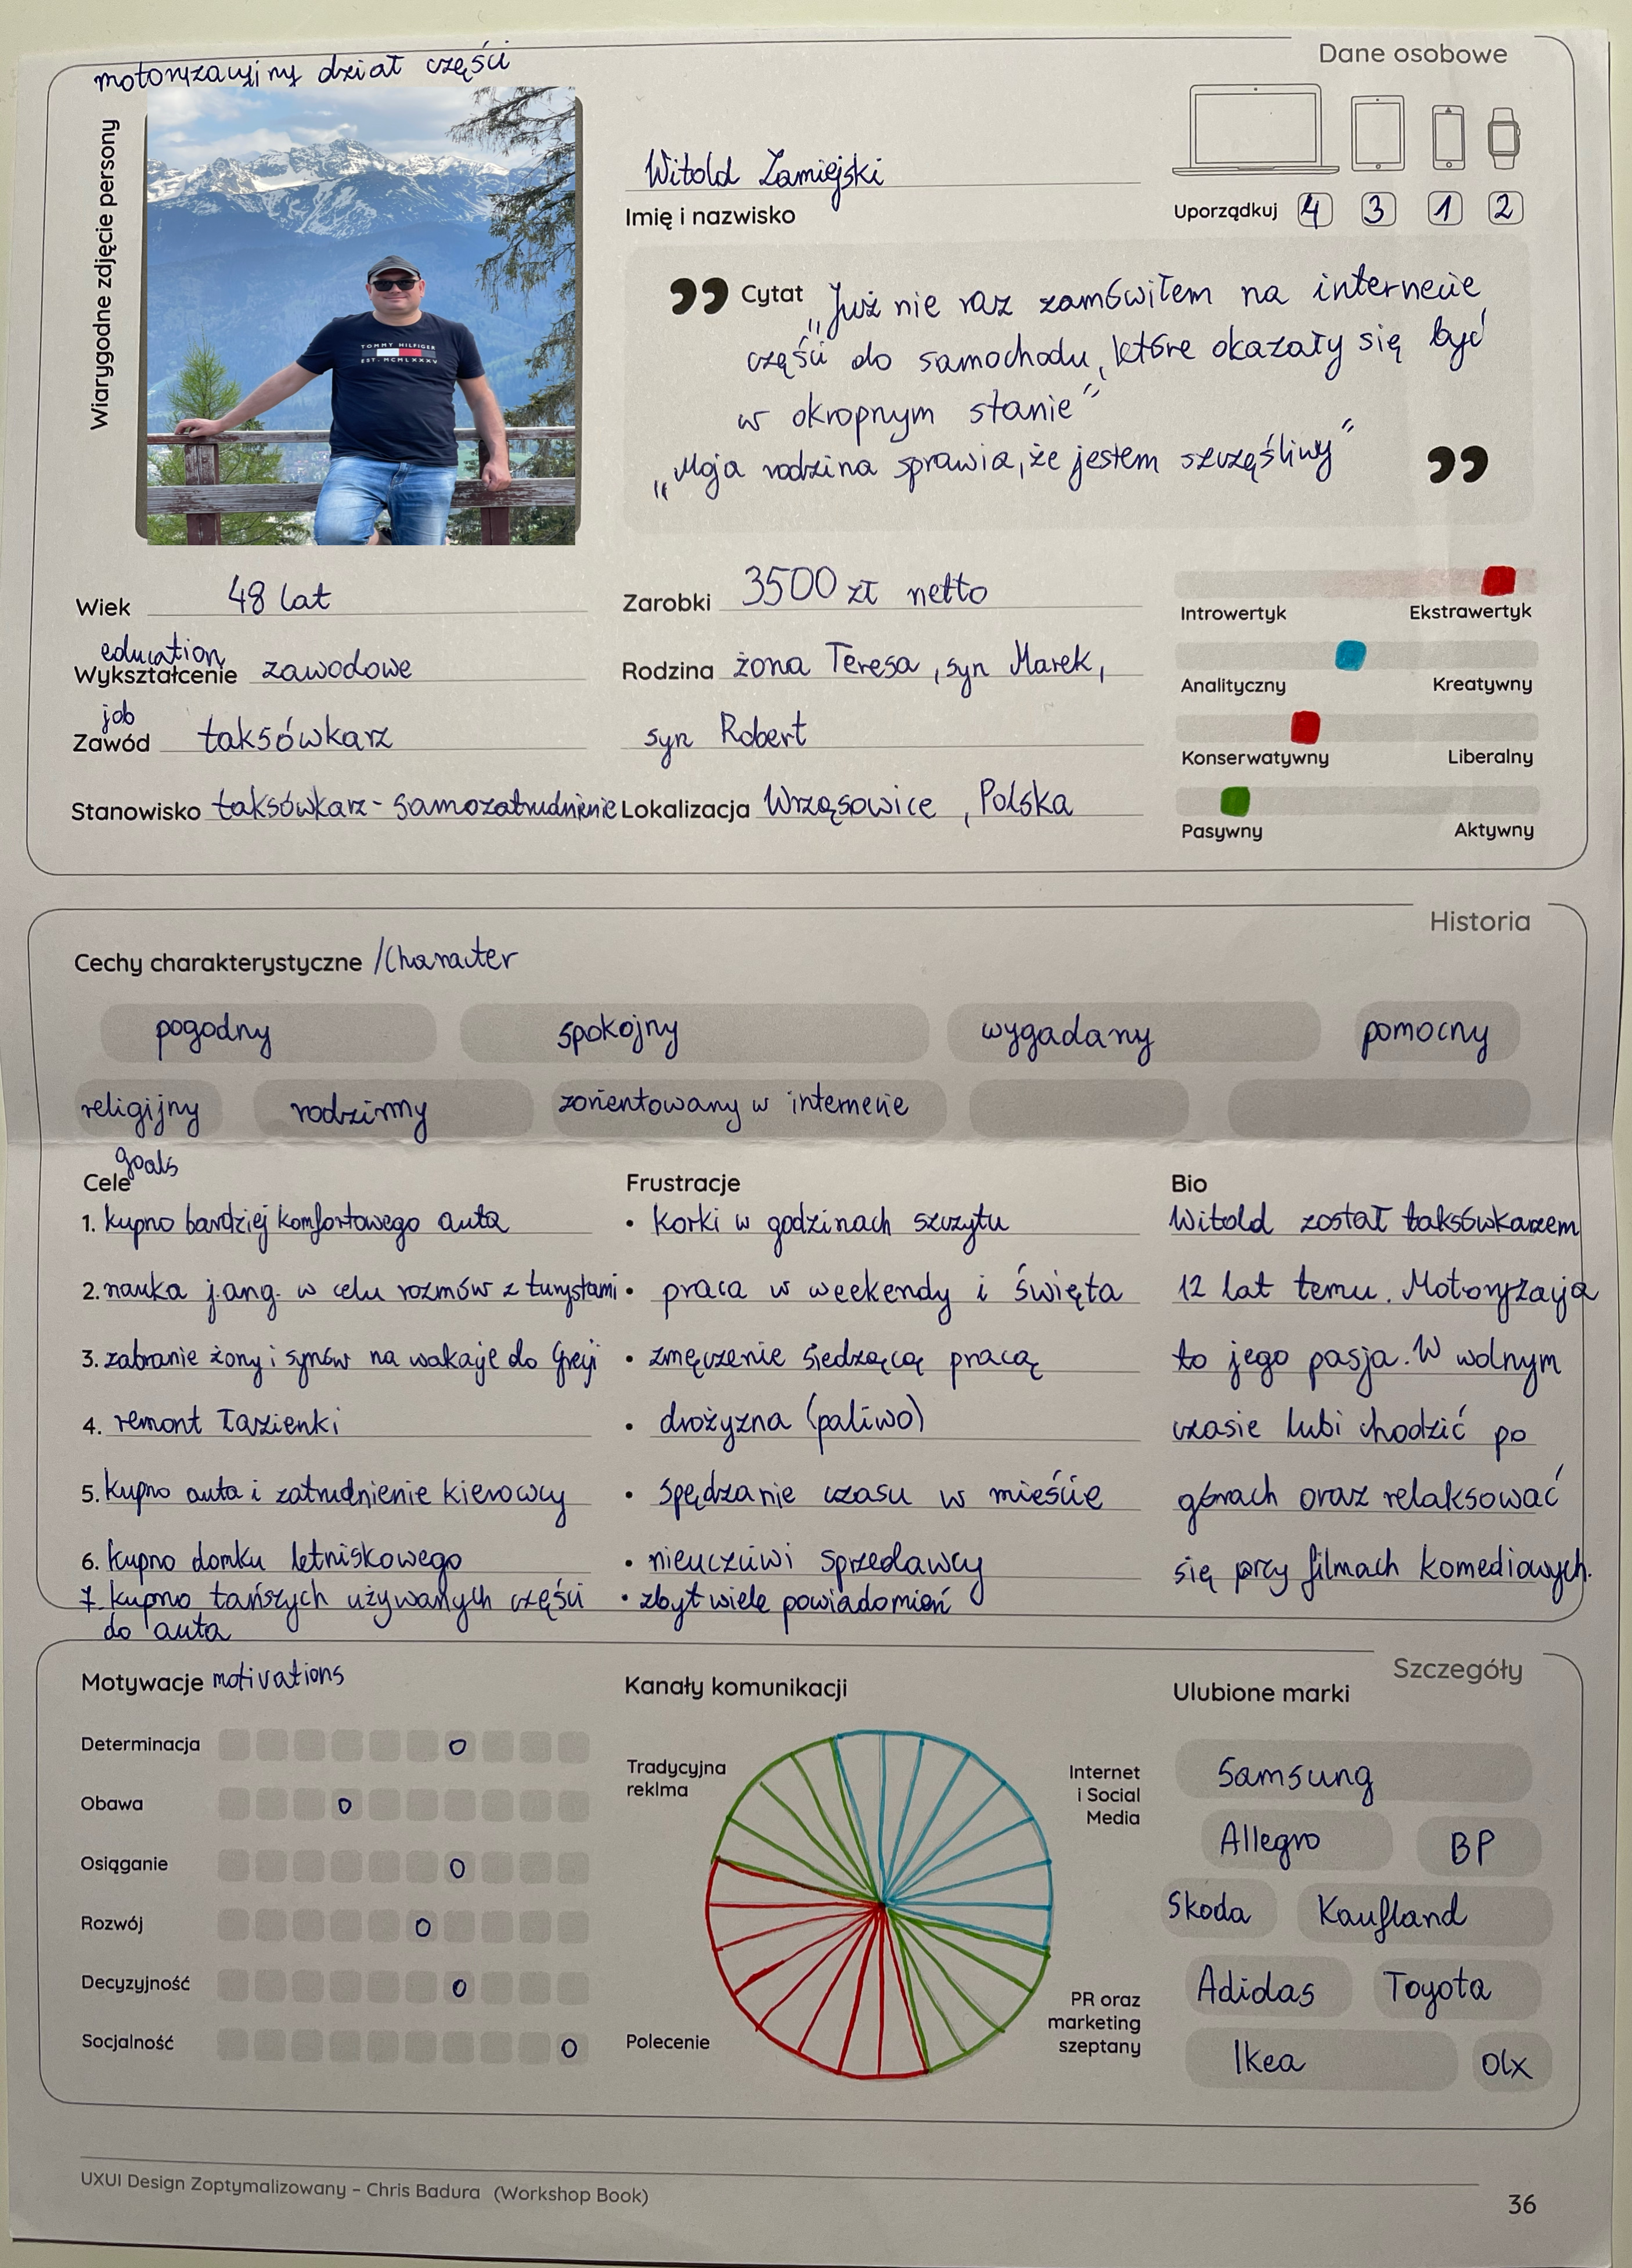 Dane osobowe
motoryzacyjny dział części
Wiarygodne zdjęcie persony
TOMMY HILFIGER
EST. MCMLXXXV
Witold Zamiejski
Imię i nazwisko
Uporządkuj 4 3 1 2
Cytat „Już nie raz zamówiłem na internecie
części do samochodu, które okazały się być
w okropnym stanie”
„Moja rodzina sprawia, że jestem szczęśliwy”
Wiek 48 lat
education
Wykształcenie zawodowe
job
Zawód taksówkarz
Stanowisko taksówkarz - samozatrudnienie
Zarobki 3500 zł netto
Rodzina żona Teresa, syn Marek,
syn Robert
Lokalizacja Wrząsowice, Polska
Introwertyk Ekstrawertyk
Analityczny Kreatywny
Konserwatywny Liberalny
Pasywny Aktywny
Historia
Cechy charakterystyczne /Character
pogodny spokojny wygadany pomocny
religijny rodzinny zorientowany w internecie
goals
Cele
1. kupno bardziej komfortowego auta
2. nauka j.ang. w celu rozmów z turystami
3. zabranie żony i synów na wakacje do Grecji
4. remont łazienki
5. kupno auta i zatrudnienie kierowcy
6. kupno domku letniskowego
7. kupno tańszych używanych części
do auta
Frustracje
• korki w godzinach szczytu
• praca w weekendy i święta
• zmęczenie siedzącą pracą
• drożyzna (paliwo)
• spędzanie czasu w mieście
• nieuczciwi sprzedawcy
• zbyt wiele powiadomień
Bio
Witold został taksówkarzem
12 lat temu. Motoryzacja
to jego pasja. W wolnym
czasie lubi chodzić po
górach oraz relaksować
się przy filmach komediowych.
Szczegóły
Motywacje motivations
Determinacja
Obawa
Osiąganie
Rozwój
Decyzyjność
Socjalność
Kanały komunikacji
Tradycyjna
reklma
Internet
i Social
Media
Polecenie
PR oraz
marketing
szeptany
Ulubione marki
Samsung
Allegro BP
Skoda Kaufland
Adidas Toyota
Ikea Olx
UXUI Design Zoptymalizowany – Chris Badura (Workshop Book)
36